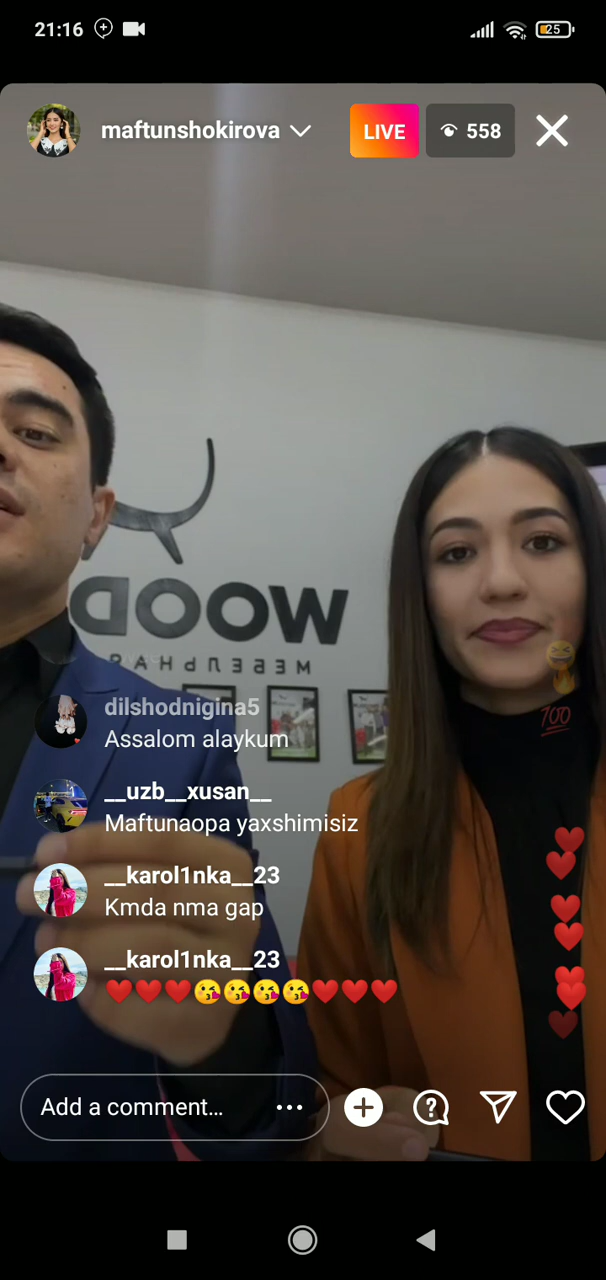 21:16
25
maftunshokirova
LIVE
558
WOOD
dilshodnigina5
Assalom alaykum
__uzb__xusan__
Maftunaopa yaxshimisiz
__karol1nka__23
Kmda nma gap
__karol1nka__23
❤️❤️❤️😘😘😘😘❤️❤️❤️
100
Add a comment...